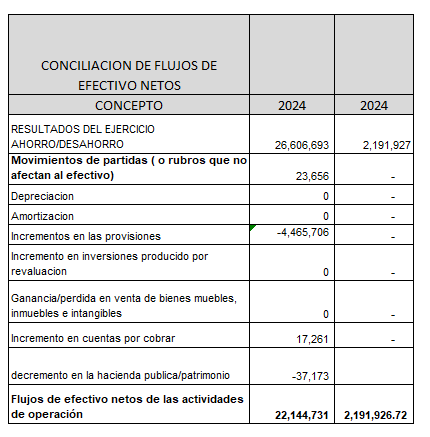 CONCILIACION DE FLUJOS DE
EFECTIVO NETOS
CONCEPTO 2024 2024
RESULTADOS DEL EJERCICIO
AHORRO/DESAHORRO 26,606,693 2,191,927
Movimientos de partidas ( o rubros que no
afectan al efectivo) 23,656 -
Depreciacion 0 -
Amortizacion 0 -
Incrementos en las provisiones -4,465,706 -
Incremento en inversiones producido por
revaluacion 0 -
Ganancia/perdida en venta de bienes muebles,
inmuebles e intangibles 0 -
Incremento en cuentas por cobrar 17,261 -
decremento en la hacienda publica/patrimonio -37,173
Flujos de efectivo netos de las actividades
de operación 22,144,731 2,191,926.72